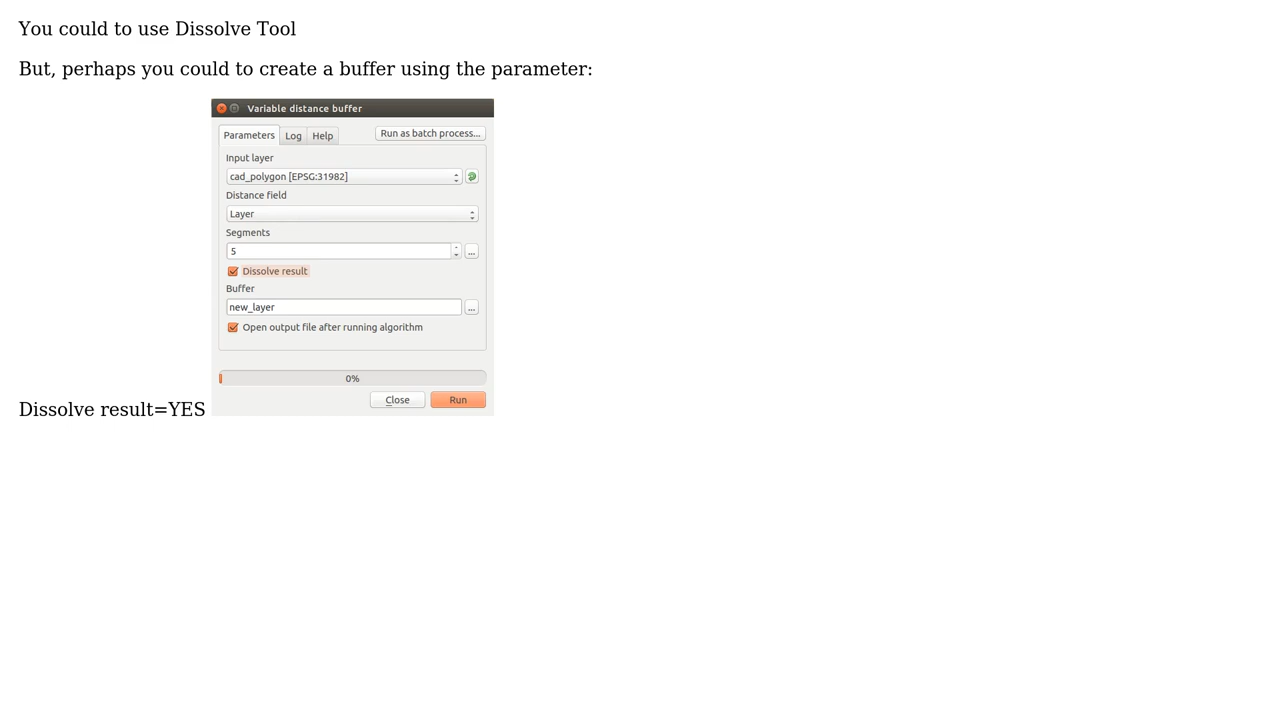 You could to use Dissolve Tool
But, perhaps you could to create a buffer using the parameter:
Variable distance buffer
Parameters Log Help Run as batch process...
Input layer
cad_polygon [EPSG:31982]
Distance field
Layer
Segments
5 ...
Dissolve result
Buffer
new_layer ...
Open output file after running algorithm
0%
Close Run
Dissolve result=YES